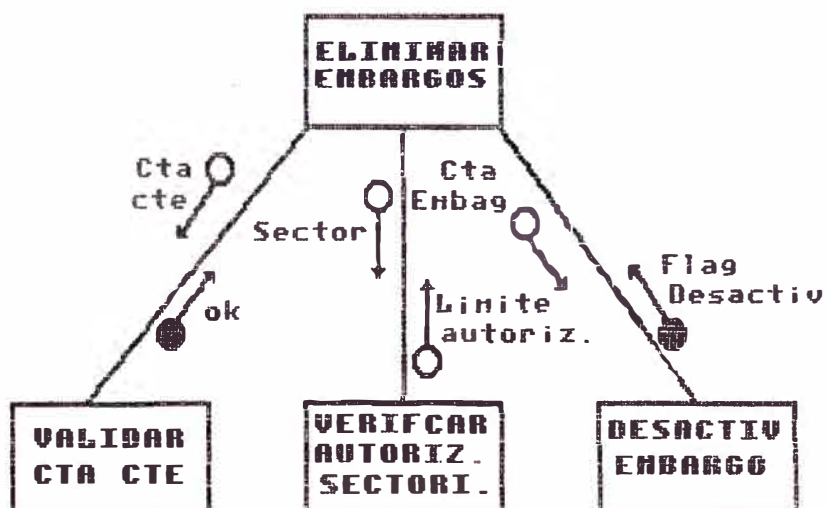 ELIMINAR
EMBARGOS
Cta
cte
Sector
Cta
Embag
ok
Limite
autoriz.
Flag
Desactiv
VALIDAR
CTA CTE
VERIFCAR
AUTORIZ.
SECTORI.
DESACTIV
EMBARGO